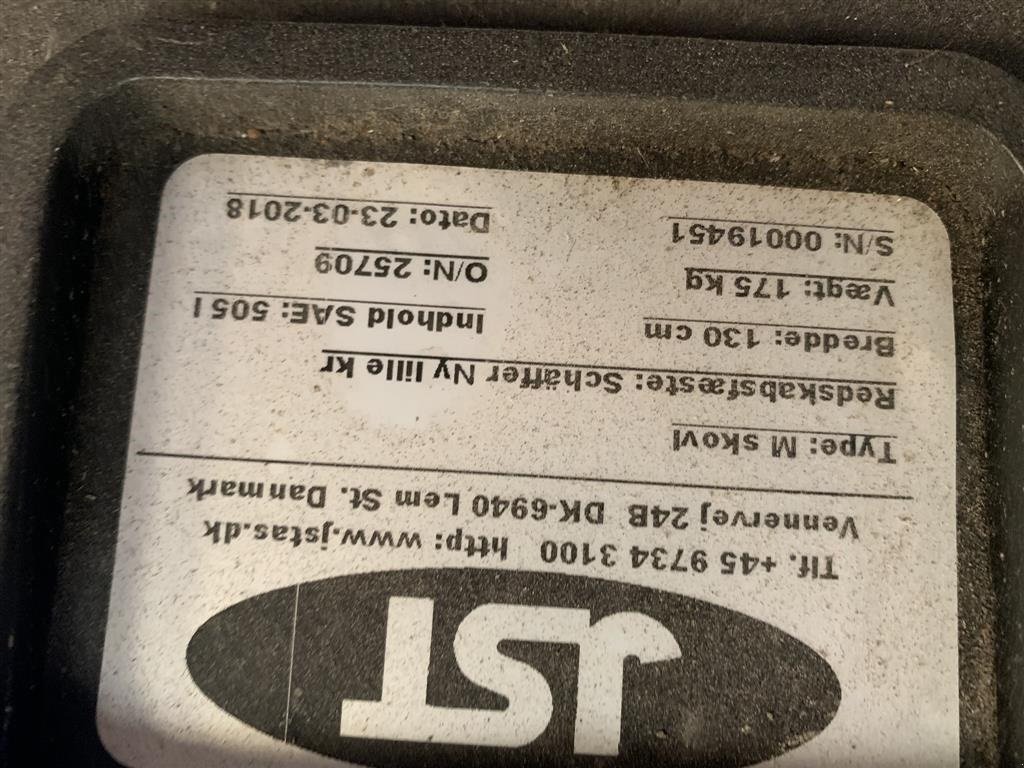 JST
Tlf. +45 9734 3100 http: www.jstas.dk
Vennervej 24B DK-6940 Lem St. Danmark
Type: M skovl
Redskabsfæste: Schäffer Ny lille kr
Bredde: 130 cm Indhold SAE: 505 l
Vægt: 175 kg O/N: 25709
S/N: 00019451 Dato: 23-03-2018